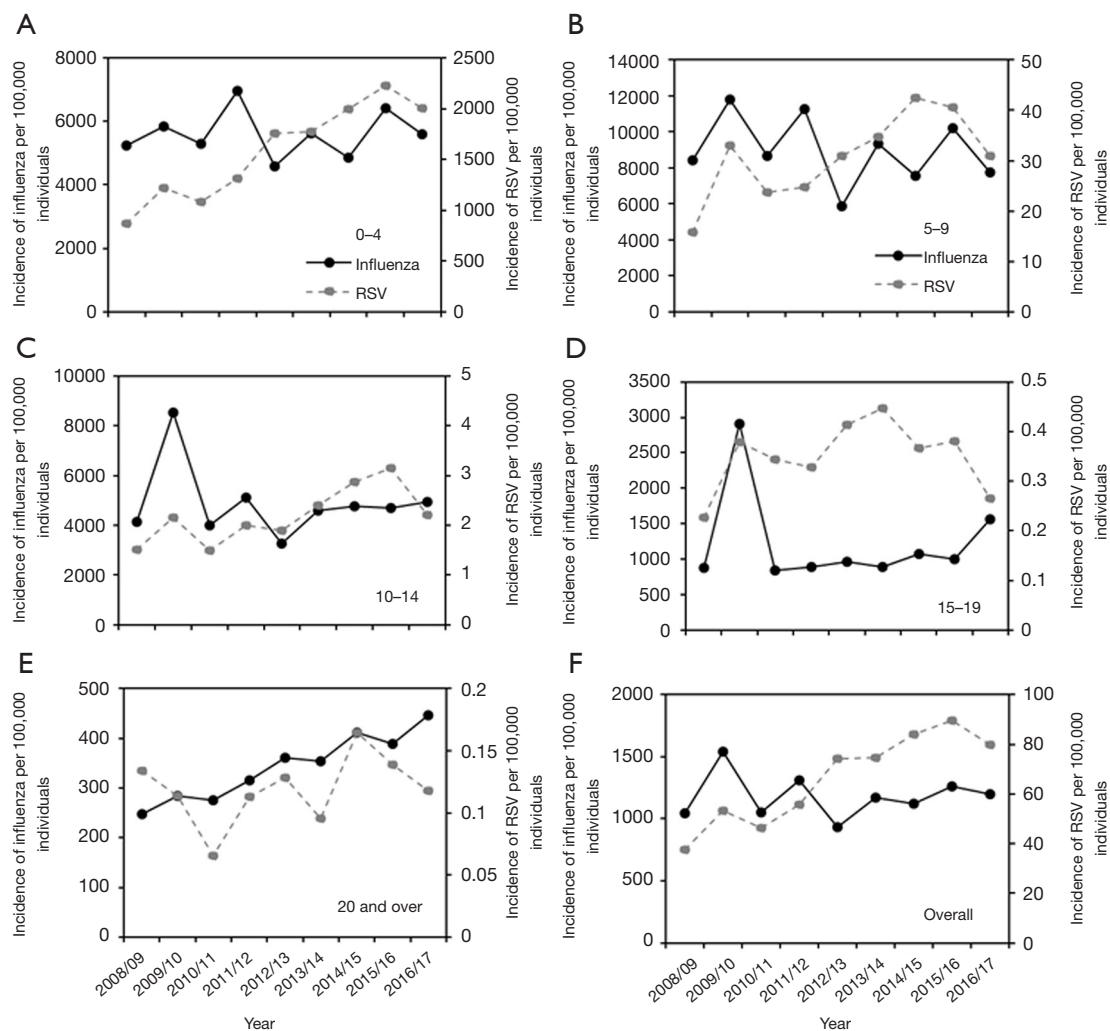 A
Incidence of influenza per 100,000
individuals
8000
6000
4000
2000
0
2500
2000
1500
1000
500
0
Incidence of RSV per 100,000
individuals
0–4
Influenza
RSV
B
Incidence of influenza per 100,000
individuals
14000
12000
10000
8000
6000
4000
2000
0
50
40
30
20
10
0
Incidence of RSV per 100,000
individuals
5–9
Influenza
RSV
C
Incidence of influenza per 100,000
individuals
10000
8000
6000
4000
2000
0
5
4
3
2
1
0
Incidence of RSV per 100,000
individuals
10–14
D
Incidence of influenza per 100,000
individuals
3500
3000
2500
2000
1500
1000
500
0
0.5
0.4
0.3
0.2
0.1
0
Incidence of RSV per 100,000
individuals
15–19
E
Incidence of influenza per 100,000
individuals
500
400
300
200
100
0
0.2
0.15
0.1
0.05
0
Incidence of RSV per 100,000
individuals
20 and over
2008/09
2009/10
2010/11
2011/12
2012/13
2013/14
2014/15
2015/16
2016/17
Year
F
Incidence of influenza per 100,000
individuals
2000
1500
1000
500
0
100
80
60
40
20
0
Incidence of RSV per 100,000
individuals
Overall
2008/09
2009/10
2010/11
2011/12
2012/13
2013/14
2014/15
2015/16
2016/17
Year